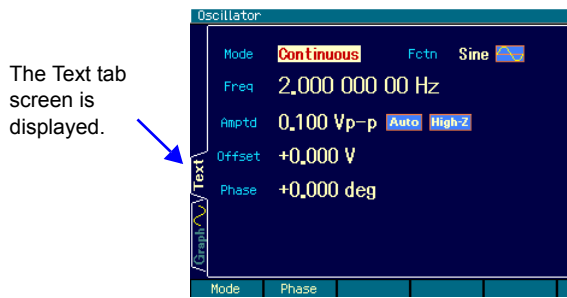 Oscillator
The Text tab
screen is
displayed.
Mode Continuous Fctn Sine
Freq 2.000 000 00 Hz
Amptd 0.100 Vp-p Auto High-Z
Offset +0.000 V
Phase +0.000 deg
Text
Graph
Mode Phase